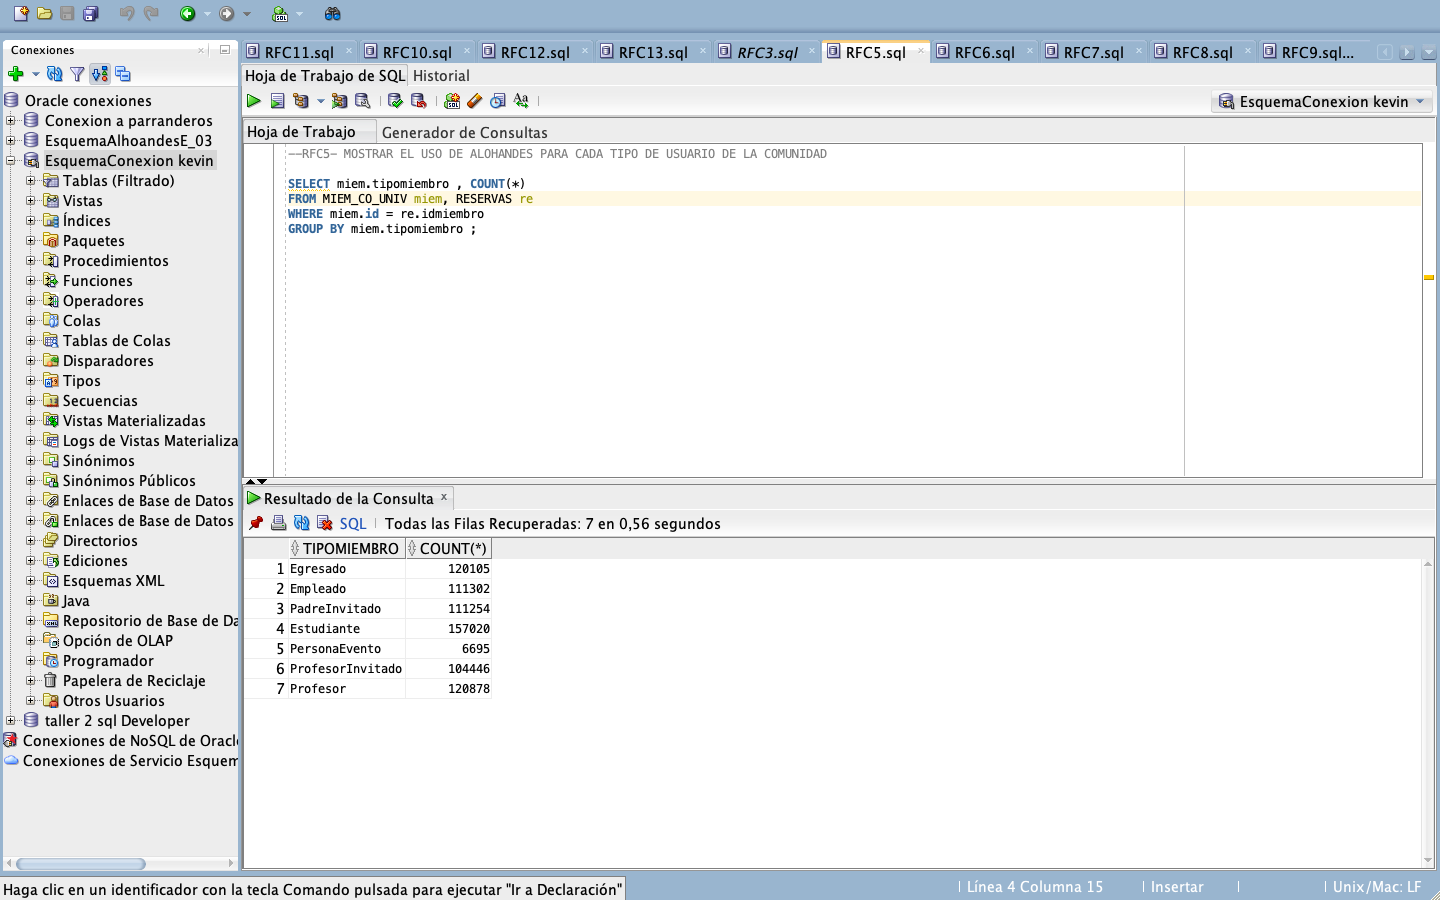 Conexiones
Oracle conexiones
Conexion a parranderos
EsquemaAlhoandesE_03
EsquemaConexion kevin
Tablas (Filtrado)
Vistas
Índices
Paquetes
Procedimientos
Funciones
Operadores
Colas
Tablas de Colas
Disparadores
Tipos
Secuencias
Vistas Materializadas
Logs de Vistas Materializa
Sinónimos
Sinónimos Públicos
Enlaces de Base de Datos
Enlaces de Base de Datos
Directorios
Ediciones
Esquemas XML
Java
Repositorio de Base de Da
Opción de OLAP
Programador
Papelera de Reciclaje
Otros Usuarios
taller 2 sql Developer
Conexiones de NoSQL de Oracl
Conexiones de Servicio Esquem
RFC11.sql RFC10.sql RFC12.sql RFC13.sql RFC3.sql RFC5.sql RFC6.sql RFC7.sql RFC8.sql RFC9.sql...
Hoja de Trabajo de SQL Historial
EsquemaConexion kevin
Hoja de Trabajo Generador de Consultas
--RFC5- MOSTRAR EL USO DE ALOHANDES PARA CADA TIPO DE USUARIO DE LA COMUNIDAD
SELECT miem.tipomiembro , COUNT(*)
FROM MIEM_CO_UNIV miem, RESERVAS re
WHERE miem.id = re.idmiembro
GROUP BY miem.tipomiembro ;
Resultado de la Consulta
SQL Todas las Filas Recuperadas: 7 en 0,56 segundos
TIPOMIEMBRO COUNT(*)
1 Egresado 120105
2 Empleado 111302
3 PadreInvitado 111254
4 Estudiante 157020
5 PersonaEvento 6695
6 ProfesorInvitado 104446
7 Profesor 120878
Haga clic en un identificador con la tecla Comando pulsada para ejecutar "Ir a Declaración"
Línea 4 Columna 15 Insertar Unix/Mac: LF